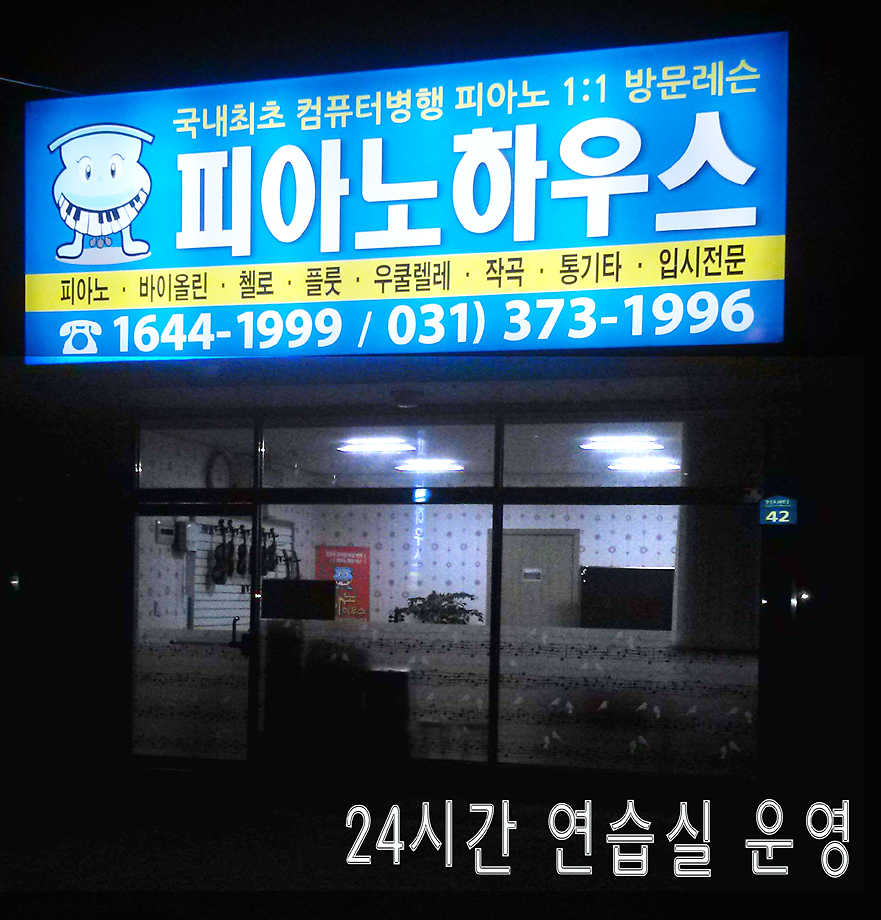 국내최초 컴퓨터병행 피아노 1:1 방문레슨
피아노하우스
피아노 · 바이올린 · 첼로 · 플룻 · 우쿨렐레 · 작곡 · 통기타 · 입시전문
☎ 1644-1999 / 031) 373-1996
42
24시간 연습실 운영